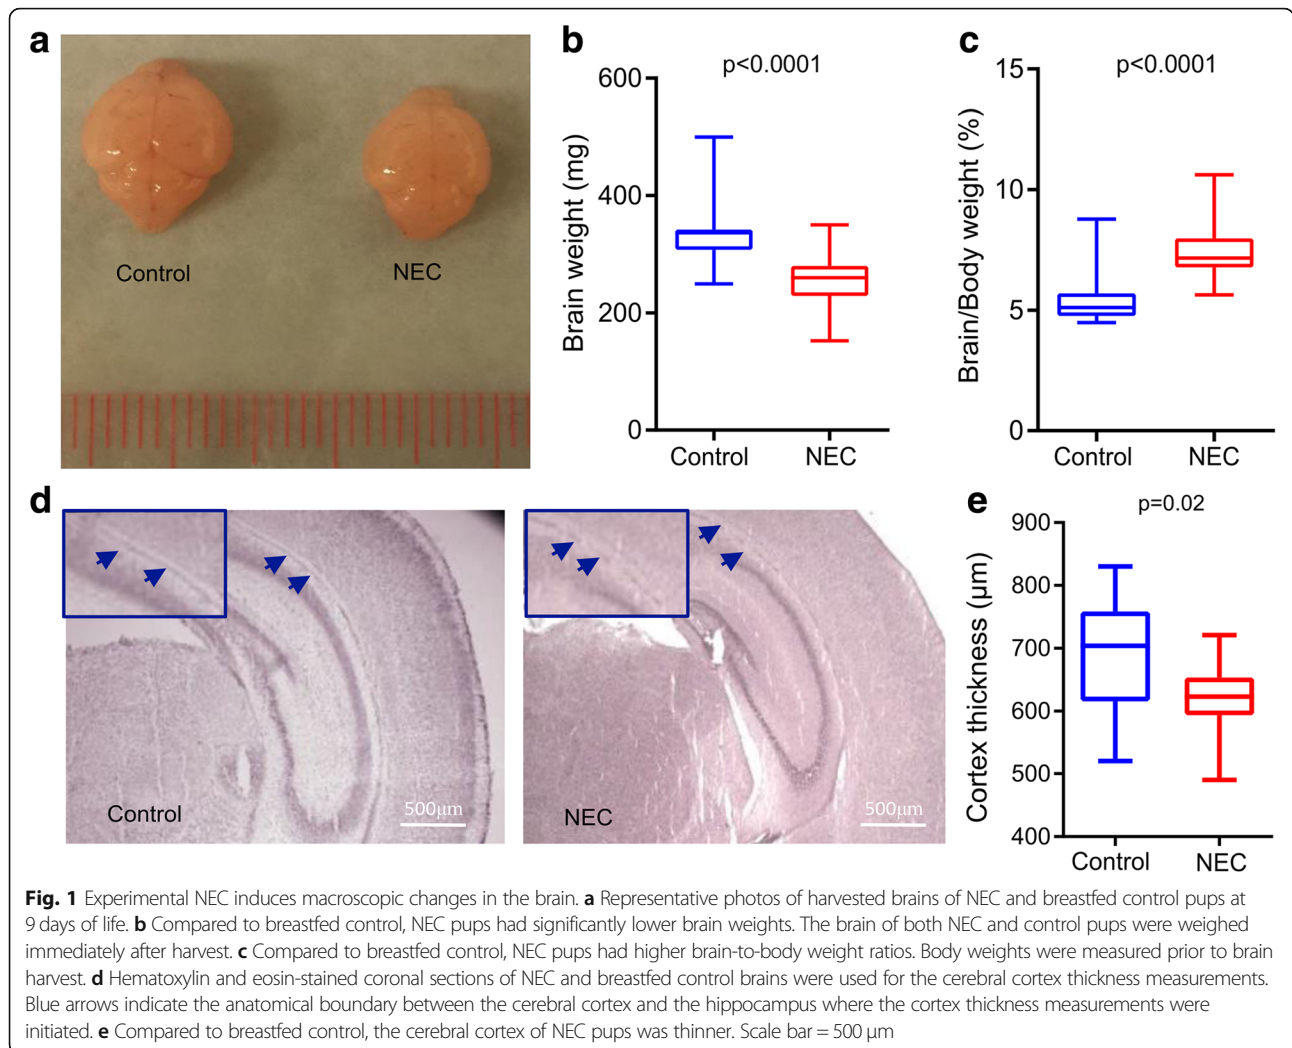 a
Control
NEC
b
p<0.0001
Brain weight (mg)
600
400
200
0
Control
NEC
c
p<0.0001
Brain/Body weight (%)
15
10
5
0
Control
NEC
d
Control
500μm
NEC
500μm
e
p=0.02
Cortex thickness (μm)
900
800
700
600
500
400
Control
NEC
Fig. 1 Experimental NEC induces macroscopic changes in the brain. a Representative photos of harvested brains of NEC and breastfed control pups at
9 days of life. b Compared to breastfed control, NEC pups had significantly lower brain weights. The brain of both NEC and control pups were weighed
immediately after harvest. c Compared to breastfed control, NEC pups had higher brain-to-body weight ratios. Body weights were measured prior to brain
harvest. d Hematoxylin and eosin-stained coronal sections of NEC and breastfed control brains were used for the cerebral cortex thickness measurements.
Blue arrows indicate the anatomical boundary between the cerebral cortex and the hippocampus where the cortex thickness measurements were
initiated. e Compared to breastfed control, the cerebral cortex of NEC pups was thinner. Scale bar = 500 μm